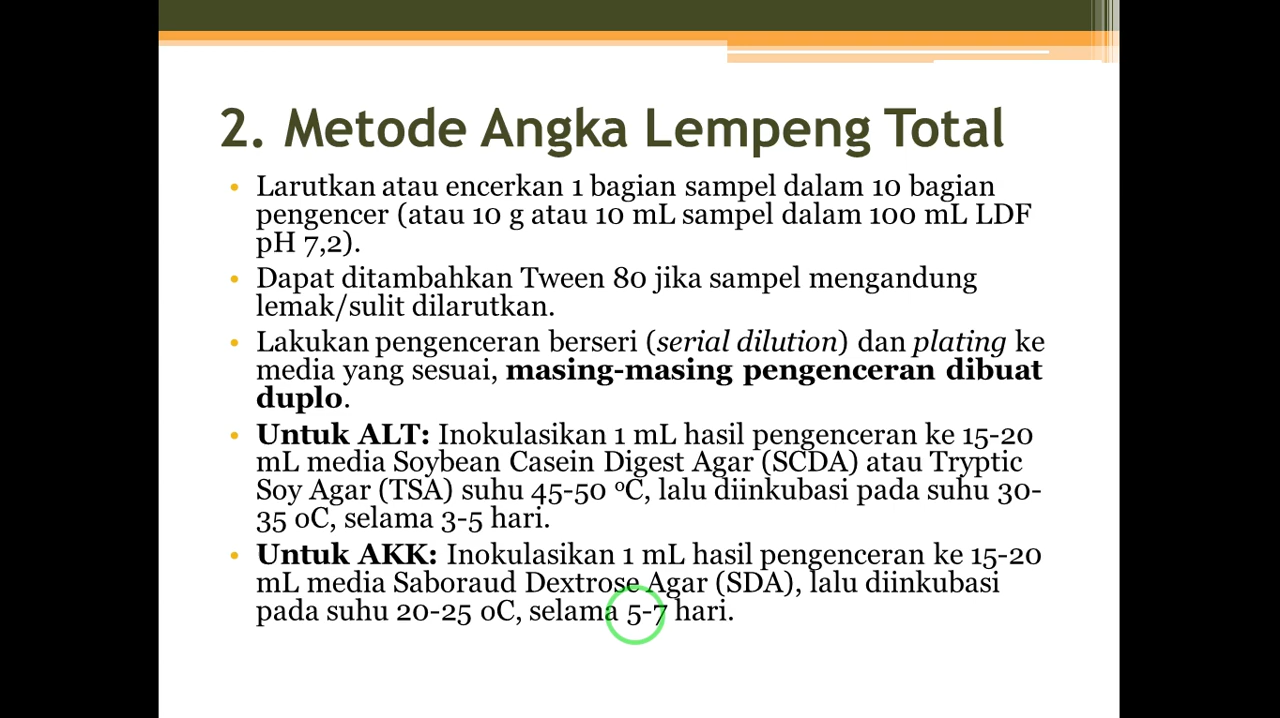 2. Metode Angka Lempeng Total
• Larutkan atau encerkan 1 bagian sampel dalam 10 bagian
pengencer (atau 10 g atau 10 mL sampel dalam 100 mL LDF
pH 7,2).
• Dapat ditambahkan Tween 80 jika sampel mengandung
lemak/sulit dilarutkan.
• Lakukan pengenceran berseri (serial dilution) dan plating ke
media yang sesuai, masing-masing pengenceran dibuat
duplo.
• Untuk ALT: Inokulasikan 1 mL hasil pengenceran ke 15-20
mL media Soybean Casein Digest Agar (SCDA) atau Tryptic
Soy Agar (TSA) suhu 45-50 ºC, lalu diinkubasi pada suhu 30-
35 oC, selama 3-5 hari.
• Untuk AKK: Inokulasikan 1 mL hasil pengenceran ke 15-20
mL media Saboraud Dextrose Agar (SDA), lalu diinkubasi
pada suhu 20-25 oC, selama 5-7 hari.